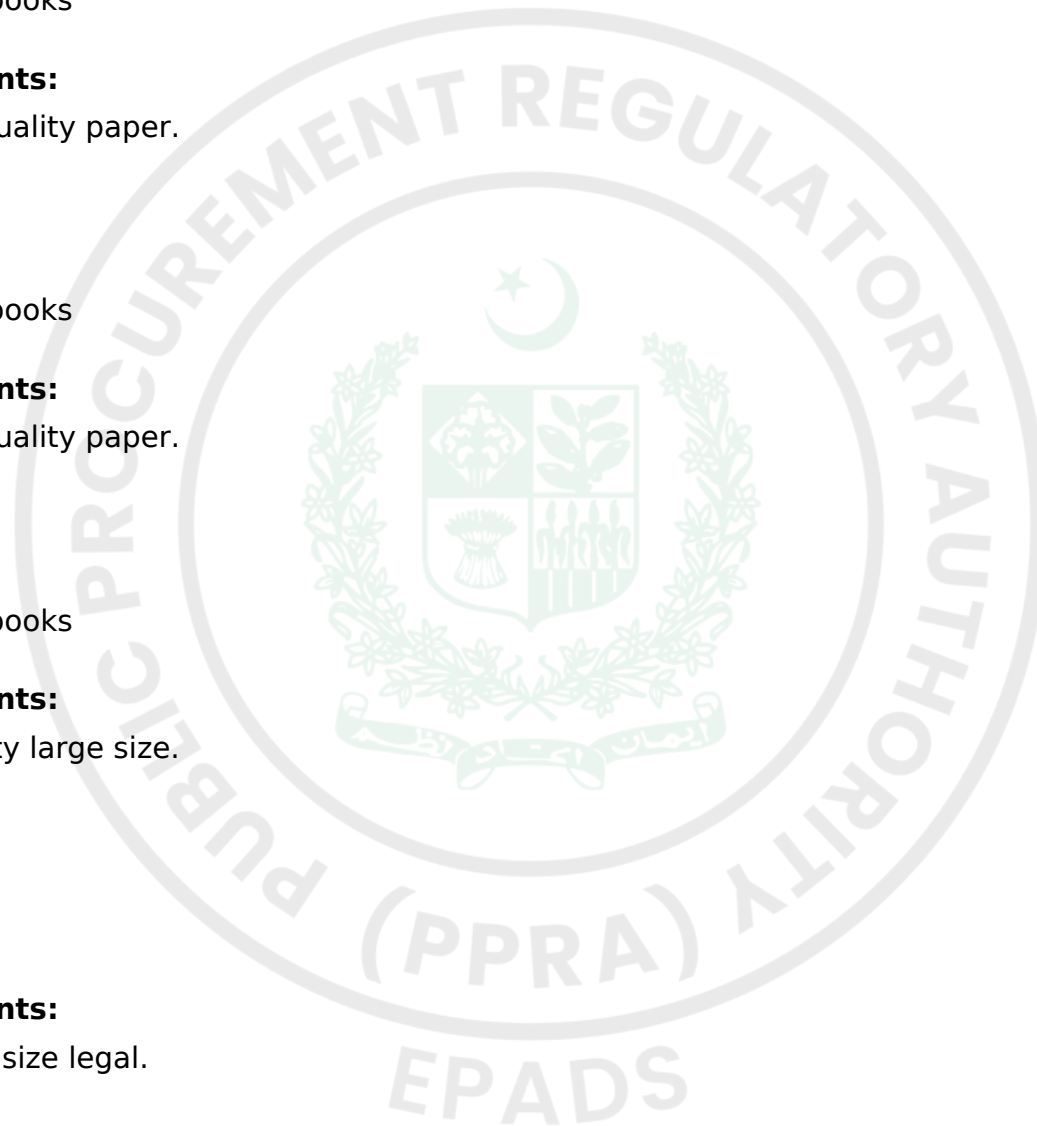 nts:
uality paper.
ooks
nts:
uality paper.
ooks
nts:
ty large size.
nts:
size legal.
PUBLIC PROCUREMENT REGULATORY AUTHORITY
(PPRA)
EPADS